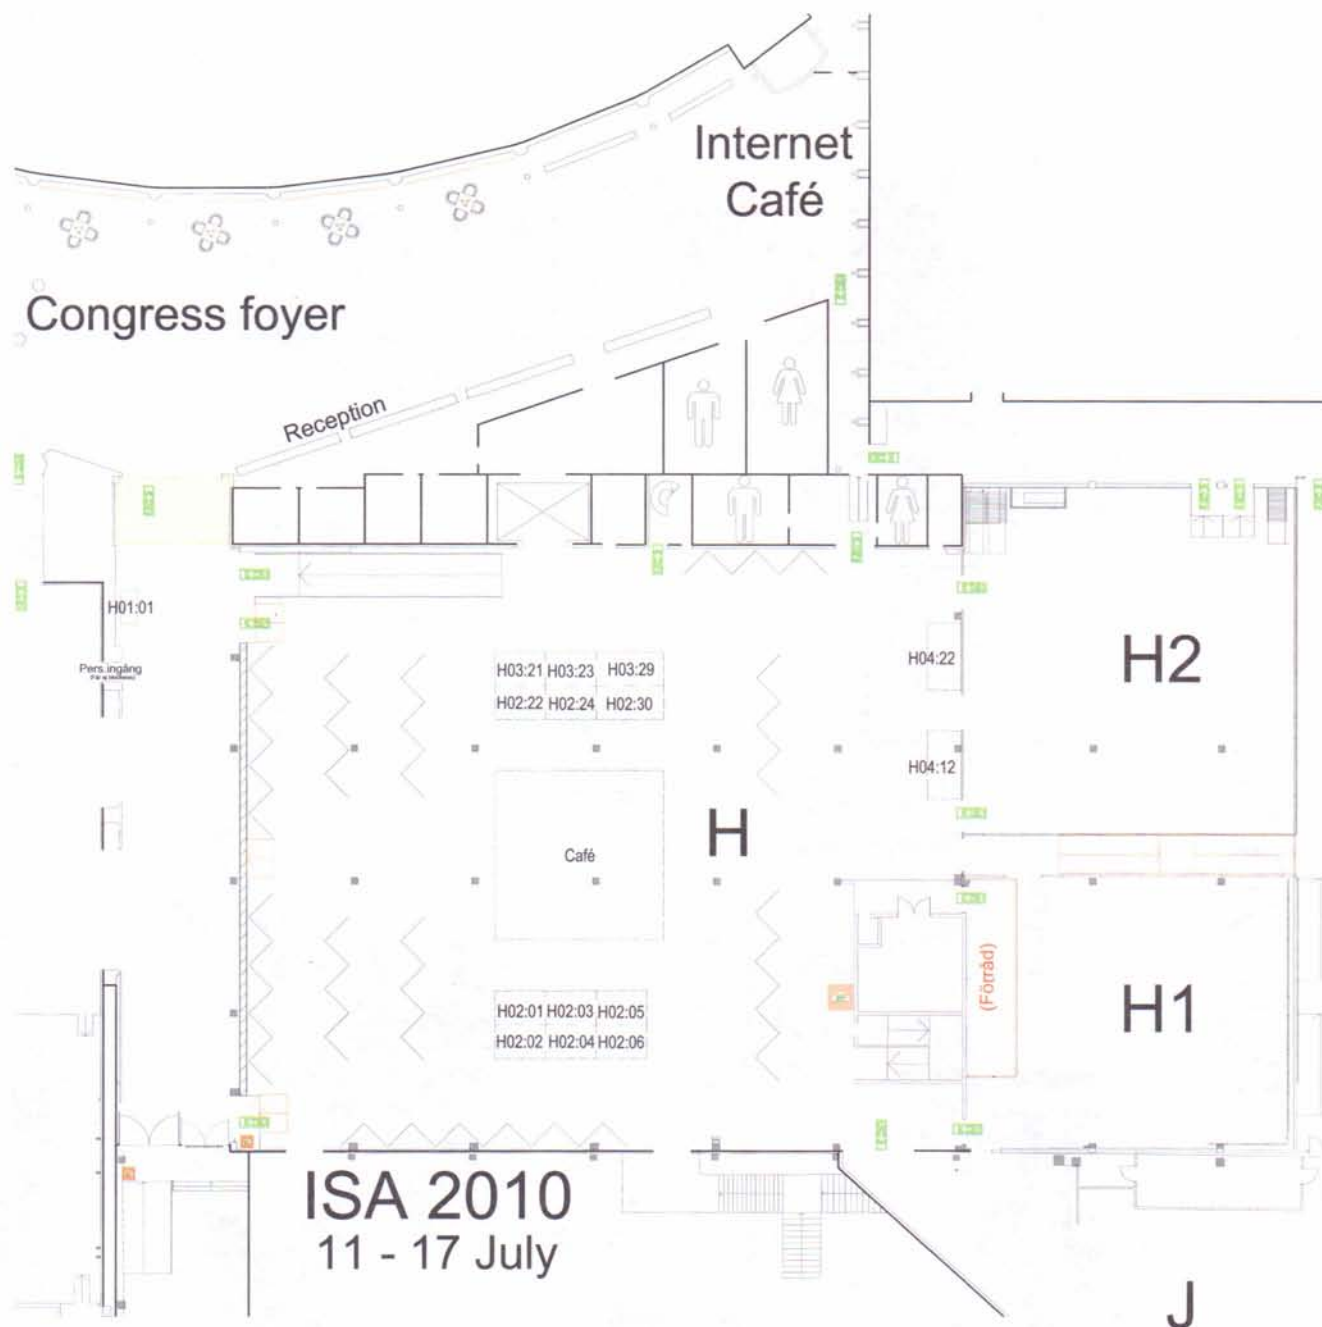 Internet
Café
Congress foyer
Reception
H01:01
Pers.ingång
H03:21 H03:23 H03:29
H02:22 H02:24 H02:30
H04:22
H2
H04:12
H
Café
(Förråd)
H02:01 H02:03 H02:05
H02:02 H02:04 H02:06
H1
ISA 2010
11 - 17 July
J